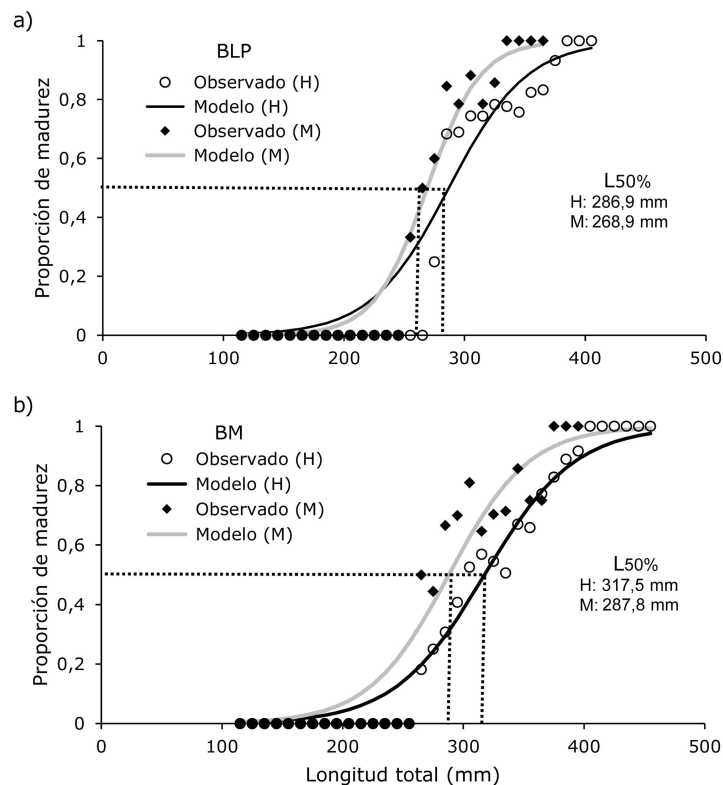 a)
BLP
Observado (H)
Modelo (H)
Observado (M)
Modelo (M)
Proporción de madurez
1
0,8
0,6
0,4
0,2
0
0 100 200 300 400 500
L50%
H: 286,9 mm
M: 268,9 mm
b)
BM
Observado (H)
Modelo (H)
Observado (M)
Modelo (M)
Proporción de madurez
1
0,8
0,6
0,4
0,2
0
0 100 200 300 400 500
L50%
H: 317,5 mm
M: 287,8 mm
Longitud total (mm)